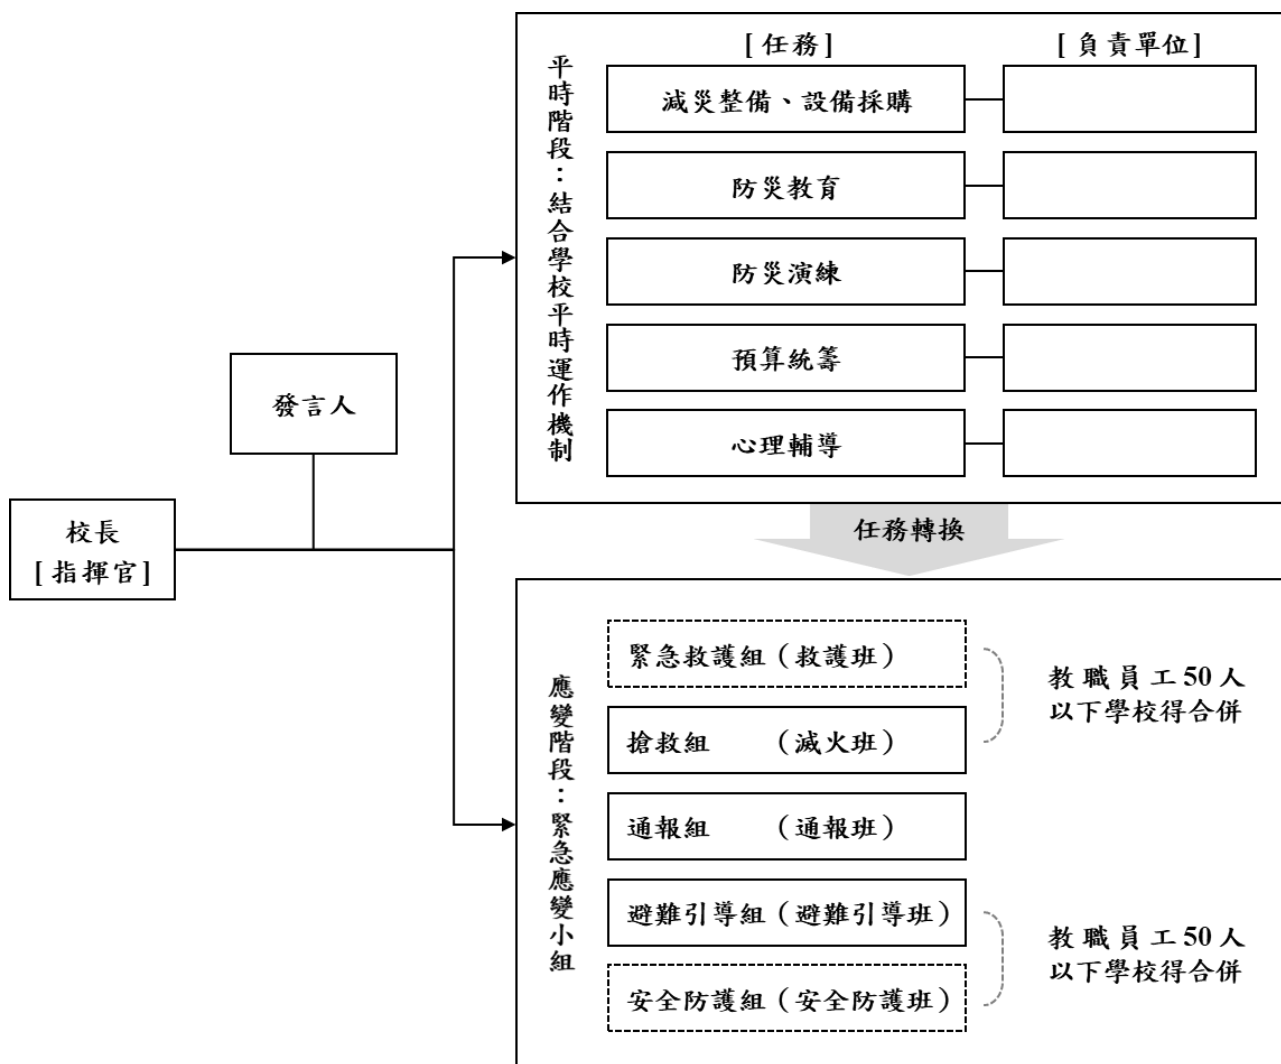 [任務]
[負責單位]
平時階段：結合學校平時運作機制
減災整備、設備採購
防災教育
防災演練
預算統籌
心理輔導
發言人
校長
[指揮官]
任務轉換
應變階段：緊急應變小組
緊急救護組（救護班）
搶救組　　（滅火班）
通報組　　（通報班）
避難引導組（避難引導班）
安全防護組（安全防護班）
教職員工50人
以下學校得合併
教職員工50人
以下學校得合併